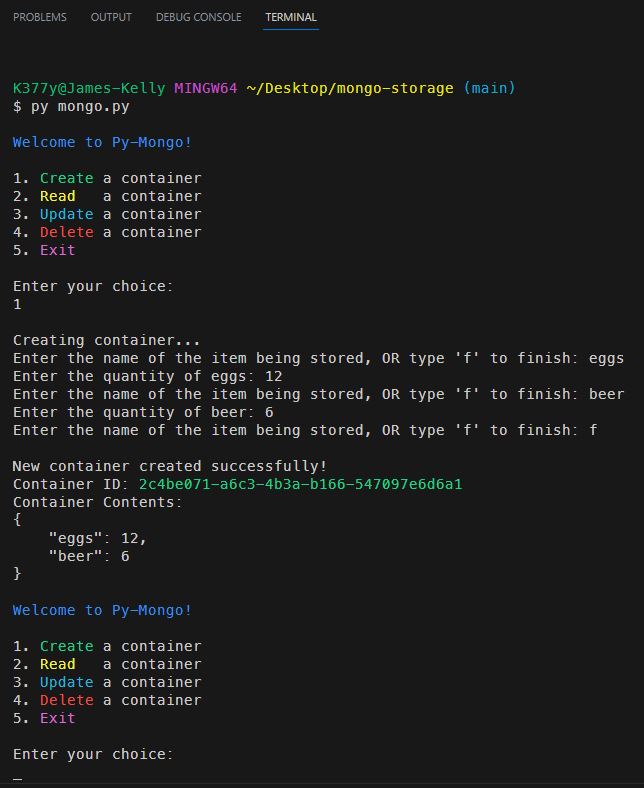 PROBLEMS OUTPUT DEBUG CONSOLE TERMINAL
K377y@James-Kelly MINGW64 ~/Desktop/mongo-storage (main)
$ py mongo.py
Welcome to Py-Mongo!
1. Create a container
2. Read   a container
3. Update a container
4. Delete a container
5. Exit
Enter your choice:
1
Creating container...
Enter the name of the item being stored, OR type 'f' to finish: eggs
Enter the quantity of eggs: 12
Enter the name of the item being stored, OR type 'f' to finish: beer
Enter the quantity of beer: 6
Enter the name of the item being stored, OR type 'f' to finish: f
New container created successfully!
Container ID: 2c4be071-a6c3-4b3a-b166-547097e6d6a1
Container Contents:
{
    "eggs": 12,
    "beer": 6
}
Welcome to Py-Mongo!
1. Create a container
2. Read   a container
3. Update a container
4. Delete a container
5. Exit
Enter your choice:
_